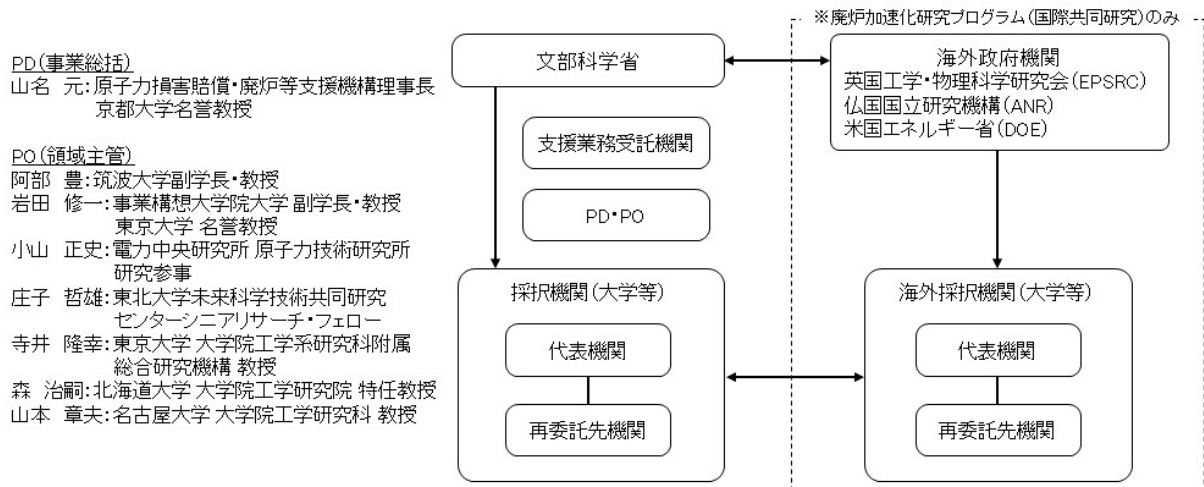 PD(事業総括)
山名 元:原子力損害賠償・廃炉等支援機構理事長
京都大学名誉教授
PO(領域主管)
阿部 豊:筑波大学副学長・教授
岩田 修一:事業構想大学院大学 副学長・教授
東京大学 名誉教授
小山 正史:電力中央研究所 原子力技術研究所
研究参事
庄子 哲雄:東北大学未来科学技術共同研究
センターシニアリサーチ・フェロー
寺井 隆幸:東京大学 大学院工学系研究科附属
総合研究機構 教授
森 治嗣:北海道大学 大学院工学研究院 特任教授
山本 章夫:名古屋大学 大学院工学研究科 教授
文部科学省
支援業務受託機関
PD・PO
採択機関(大学等)
代表機関
再委託先機関
※廃炉加速化研究プログラム(国際共同研究)のみ
海外政府機関
英国工学・物理科学研究会(EPSRC)
仏国国立研究機構(ANR)
米国エネルギー省(DOE)
海外採択機関(大学等)
代表機関
再委託先機関